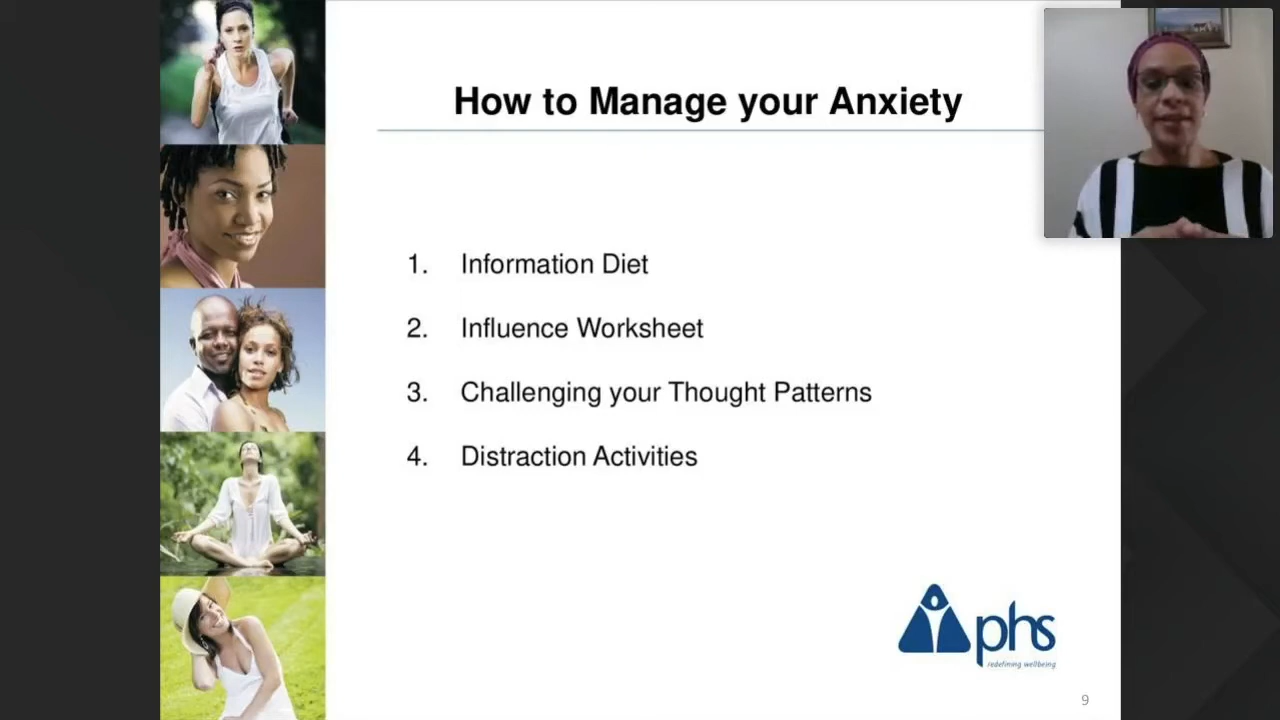 How to Manage your Anxiety
1. Information Diet
2. Influence Worksheet
3. Challenging your Thought Patterns
4. Distraction Activities
phs
redefining wellbeing
9